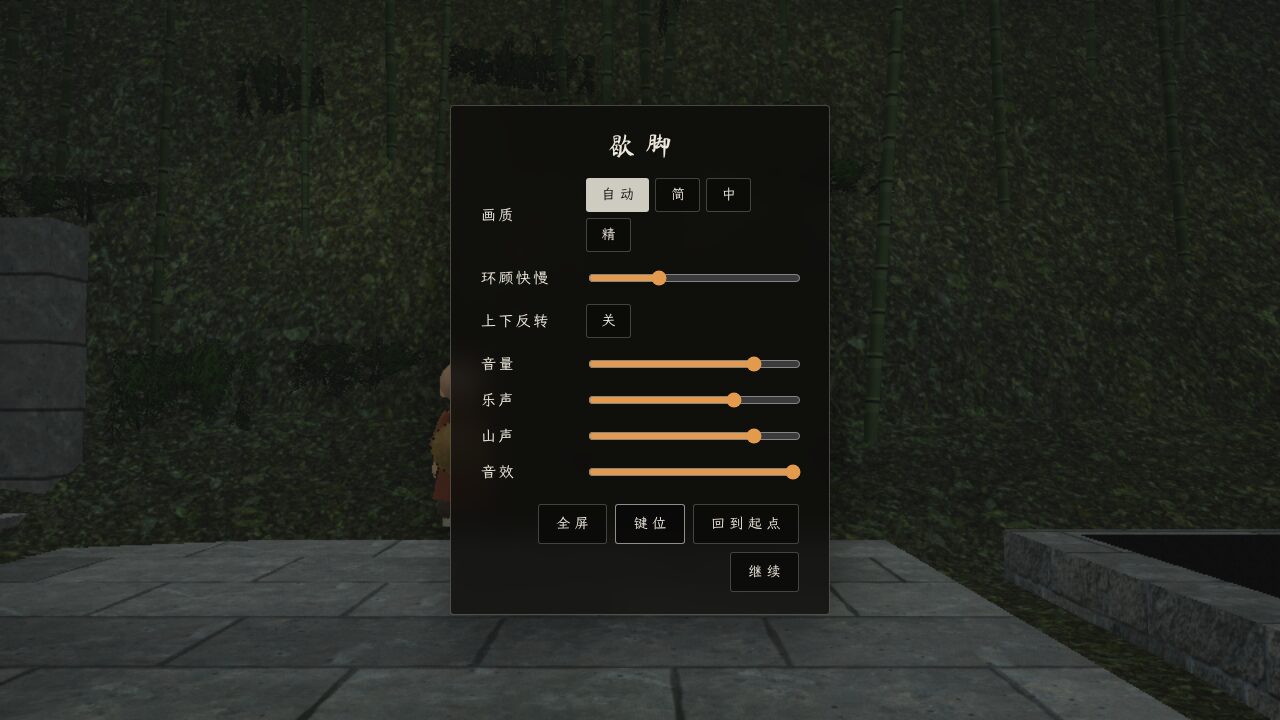 歇脚
画质 自动 简 中
精
环顾快慢
上下反转 关
音量
乐声
山声
音效
全屏 键位 回到起点
继续